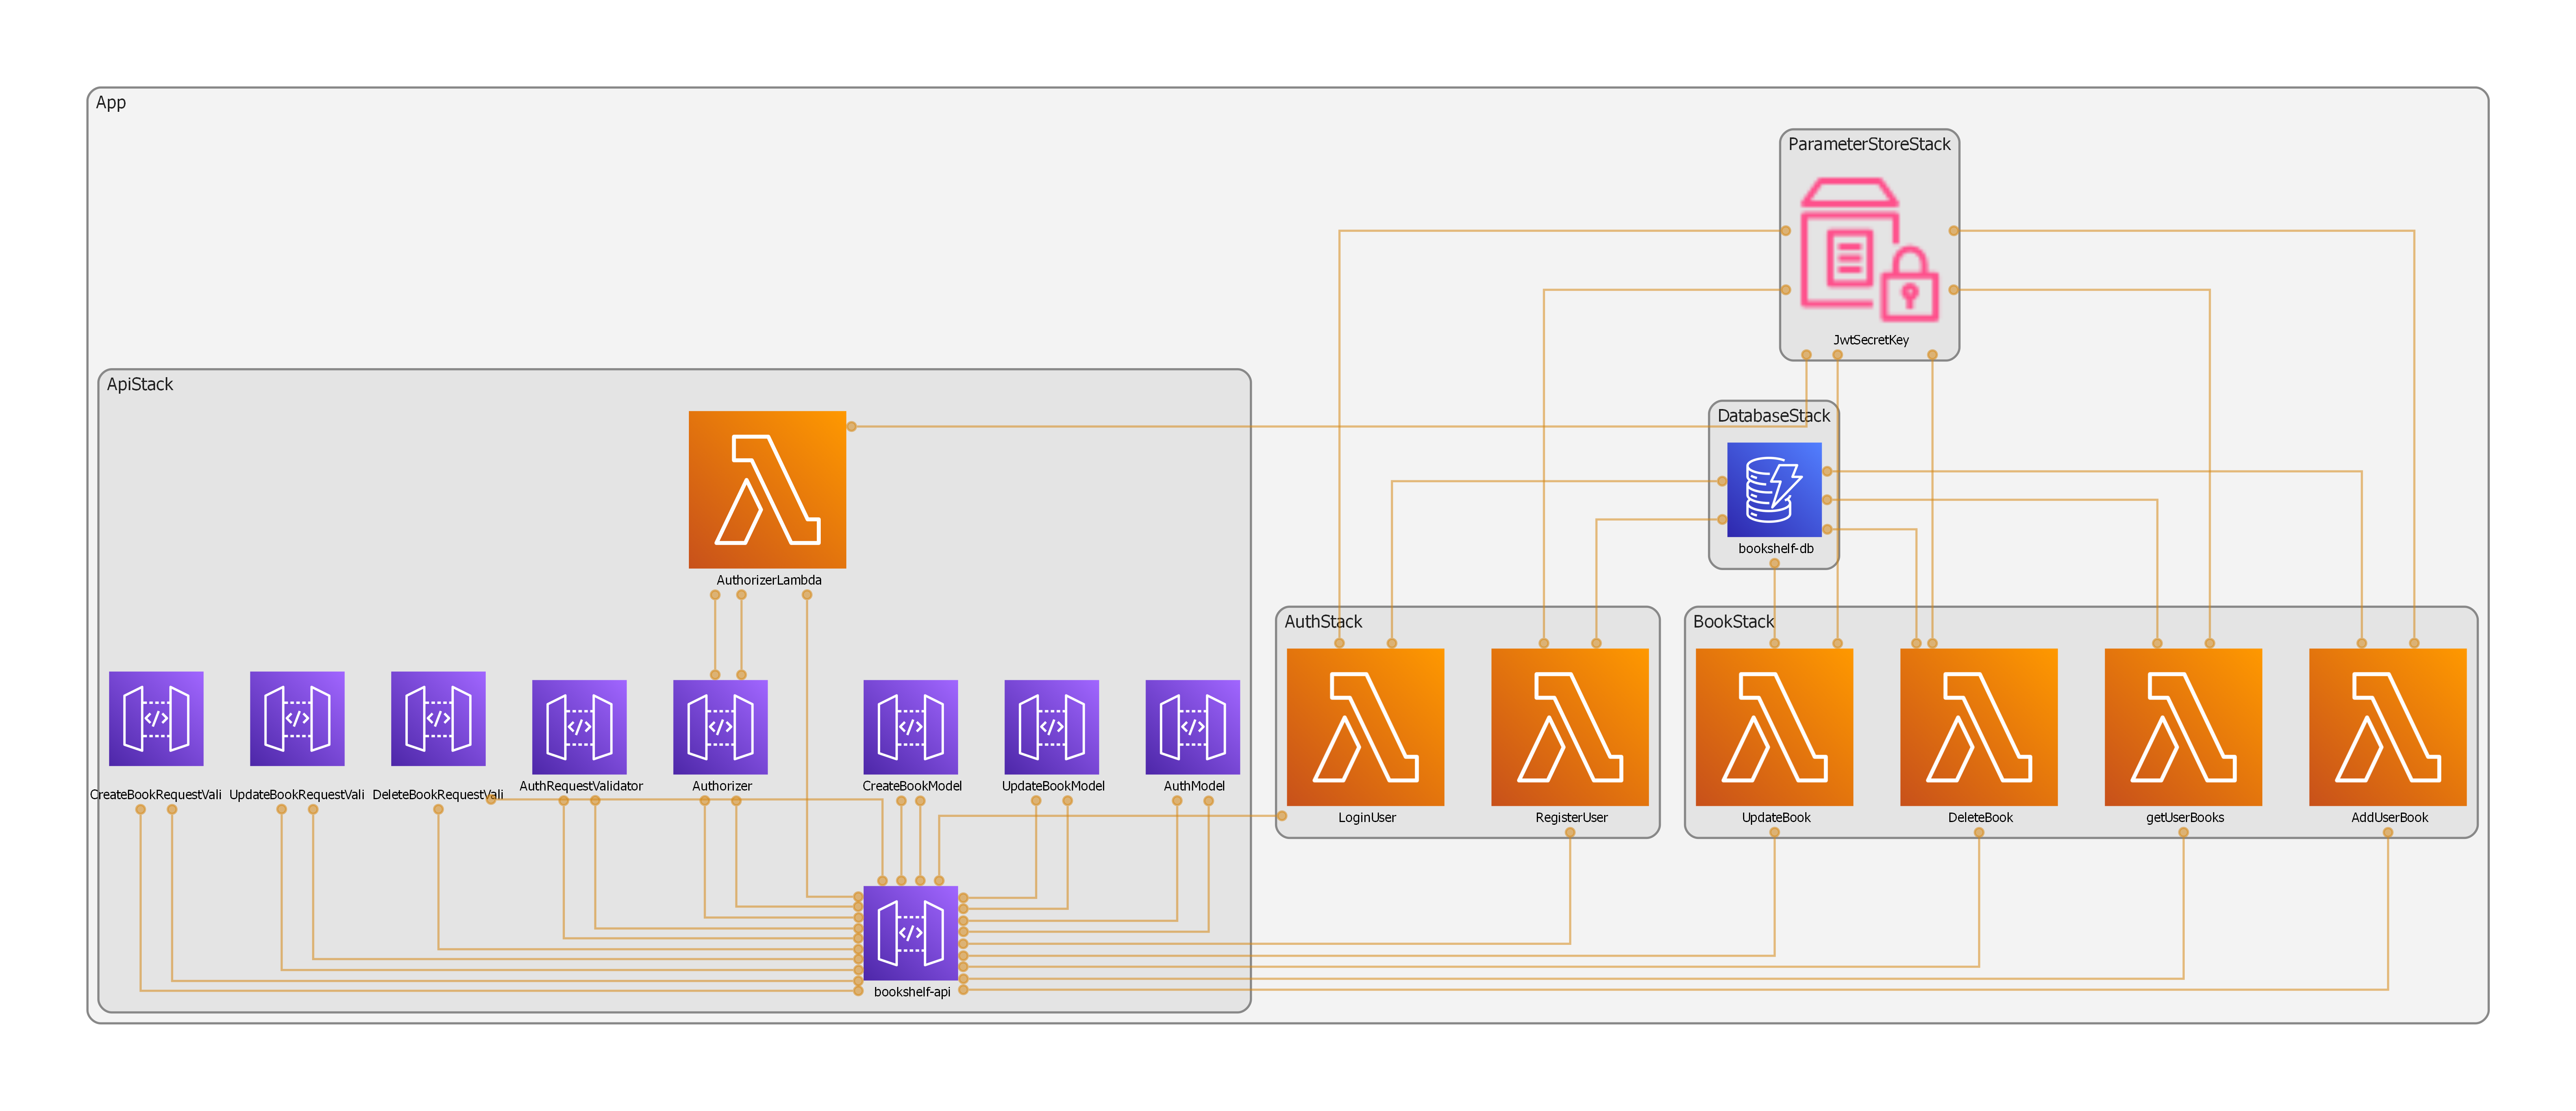 App
ParameterStoreStack
JwtSecretKey
ApiStack
DatabaseStack
bookshelf-db
AuthorizerLambda
AuthStack
BookStack
CreateBookRequestVali
UpdateBookRequestVali
DeleteBookRequestVali
AuthRequestValidator
Authorizer
CreateBookModel
UpdateBookModel
AuthModel
LoginUser
RegisterUser
UpdateBook
DeleteBook
getUserBooks
AddUserBook
bookshelf-api